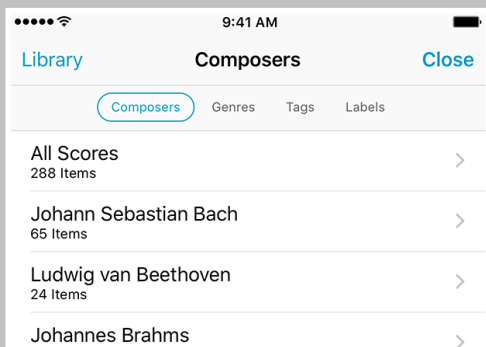 9:41 AM
Library Composers Close
Composers Genres Tags Labels
All Scores
288 Items
Johann Sebastian Bach
65 Items
Ludwig van Beethoven
24 Items
Johannes Brahms